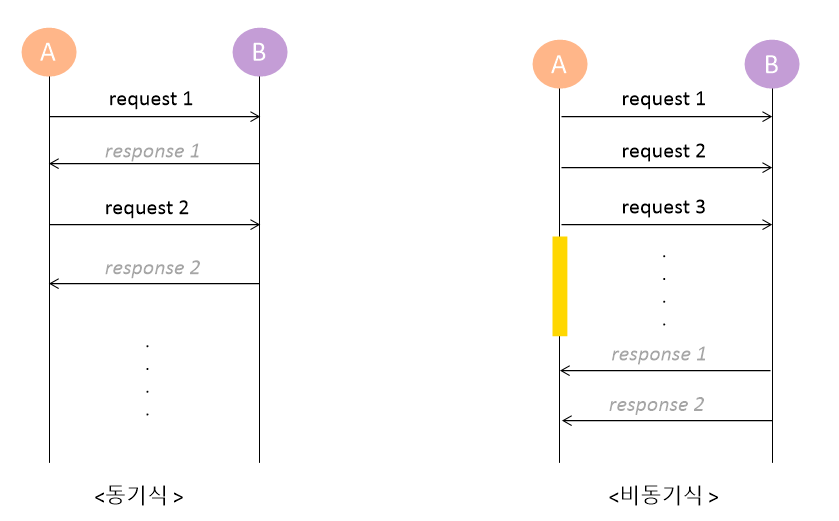 A
B
request 1
response 1
request 2
response 2
.
.
.
.
<동기식 >
A
B
request 1
request 2
request 3
.
.
.
.
response 1
response 2
<비동기식 >